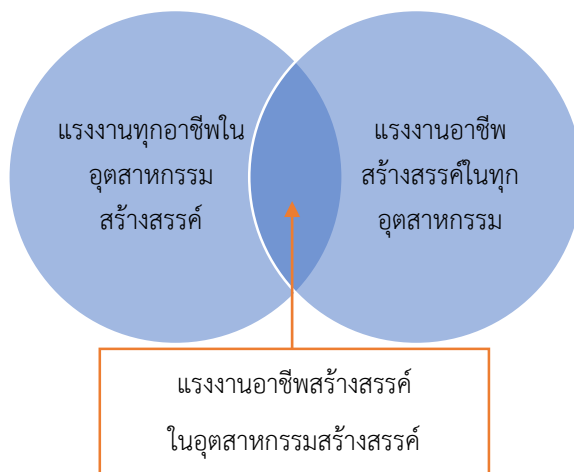 แรงงานทุกอาชีพใน
อุตสาหกรรม
สร้างสรรค์
แรงงานอาชีพ
สร้างสรรค์ในทุก
อุตสาหกรรม
แรงงานอาชีพสร้างสรรค์
ในอุตสาหกรรมสร้างสรรค์